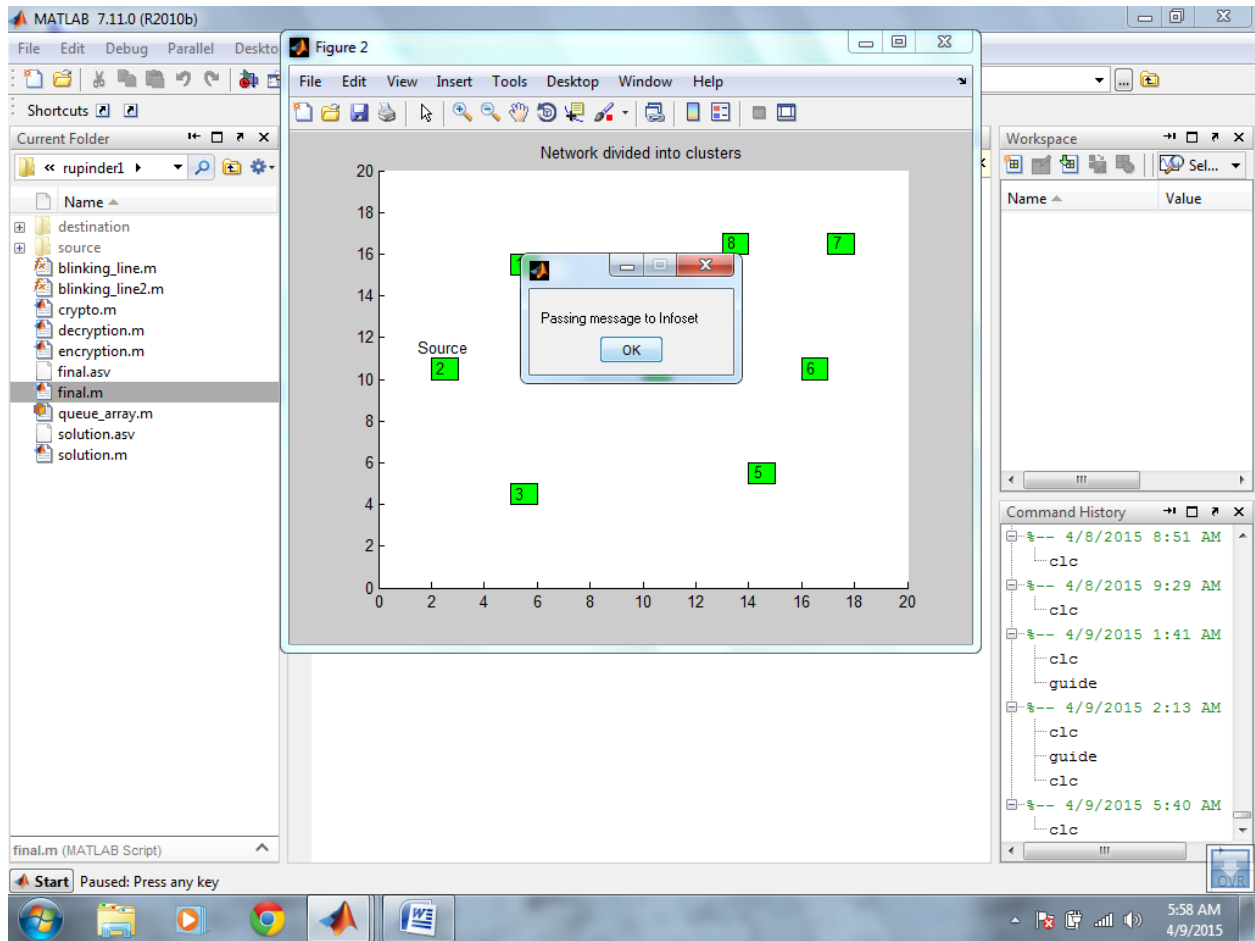 MATLAB 7.11.0 (R2010b)
File Edit Debug Parallel Deskto
Shortcuts
Current Folder
« rupinder1
Name
destination
source
blinking_line.m
blinking_line2.m
crypto.m
decryption.m
encryption.m
final.asv
final.m
queue_array.m
solution.asv
solution.m
final.m (MATLAB Script)
Start Paused: Press any key
Figure 2
File Edit View Insert Tools Desktop Window Help
Network divided into clusters
20
18
16
14
12
10
8
6
4
2
0
0 2 4 6 8 10 12 14 16 18 20
1
8
7
Source
2
6
5
3
Passing message to Infoset
OK
Workspace
Sel...
Name Value
Command History
%-- 4/8/2015 8:51 AM
clc
%-- 4/8/2015 9:29 AM
clc
%-- 4/9/2015 1:41 AM
clc
guide
%-- 4/9/2015 2:13 AM
clc
guide
clc
%-- 4/9/2015 5:40 AM
clc
OVR
5:58 AM
4/9/2015